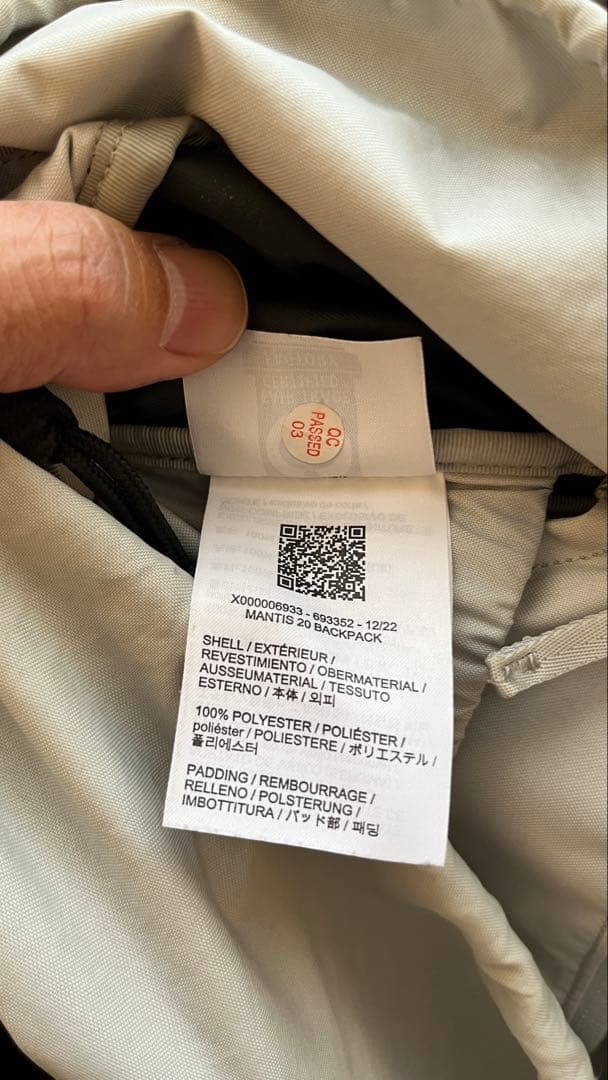 QC
PASSED
03
X000006933 - 693352 - 12/22
MANTIS 20 BACKPACK
SHELL / EXTÉRIEUR /
REVESTIMIENTO / OBERMATERIAL /
AUSSEUMATERIAL / TESSUTO
ESTERNO / 本体 / 외피
100% POLYESTER / POLIÉSTER /
poliéster / POLIESTERE / ポリエステル /
폴리에스터
PADDING / REMBOURRAGE /
RELLENO / POLSTERUNG /
IMBOTTITURA / パッド部 / 패딩